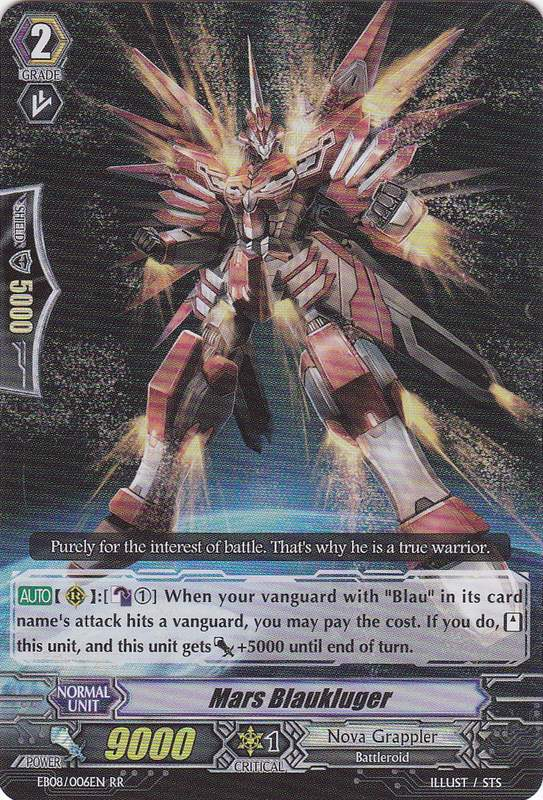 2
GRADE
SHIELD
5000
Purely for the interest of battle. That's why he is a true warrior.
AUTO【 R 】:[ ①] When your vanguard with "Blau" in its card
name's attack hits a vanguard, you may pay the cost. If you do,
this unit, and this unit gets +5000 until end of turn.
NORMAL
UNIT
Mars Blaukluger
POWER
9000
1
CRITICAL
Nova Grappler
Battleroid
EB08/006EN RR
ILLUST / STS